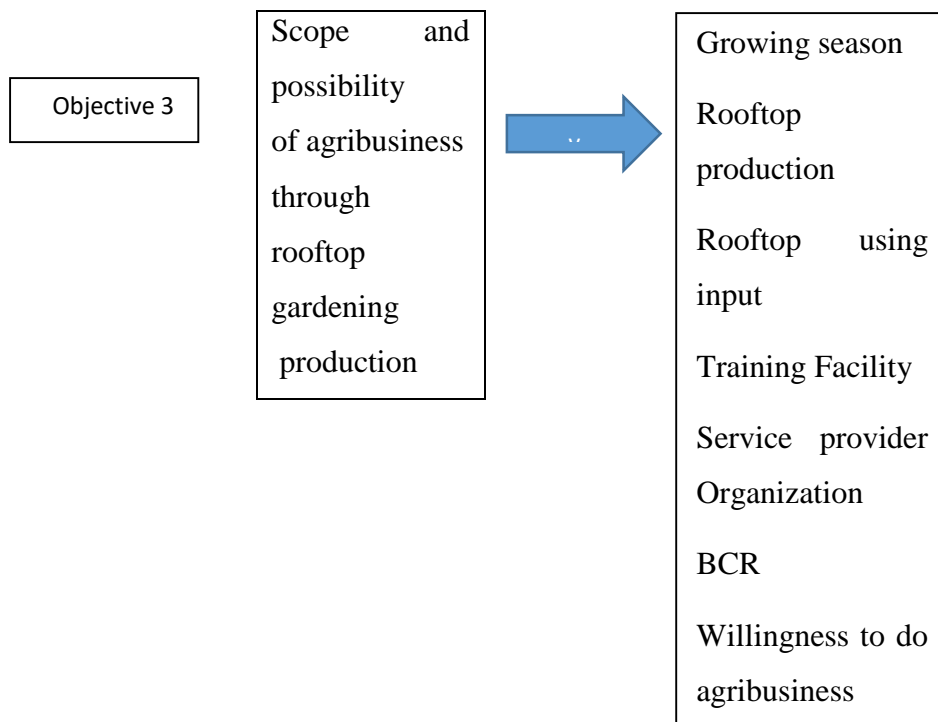 Objective 3
Scope and
possibility
of agribusiness
through
rooftop
gardening
production
Growing season
Rooftop
production
Rooftop using
input
Training Facility
Service provider
Organization
BCR
Willingness to do
agribusiness